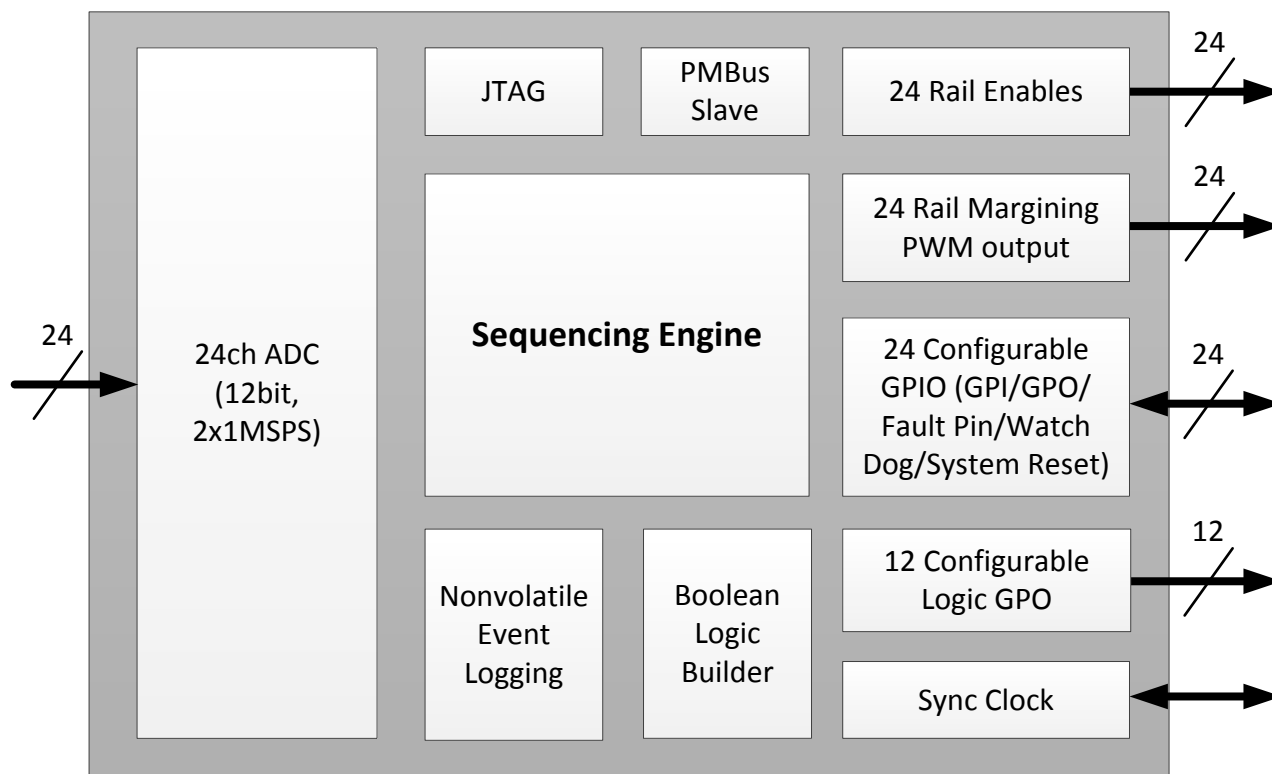 24
24ch ADC
(12bit,
2x1MSPS)
JTAG
PMBus
Slave
Sequencing Engine
Nonvolatile
Event
Logging
Boolean
Logic
Builder
24 Rail Enables
24
24 Rail Margining
PWM output
24
24 Configurable
GPIO (GPI/GPO/
Fault Pin/Watch
Dog/System Reset)
24
12 Configurable
Logic GPO
12
Sync Clock